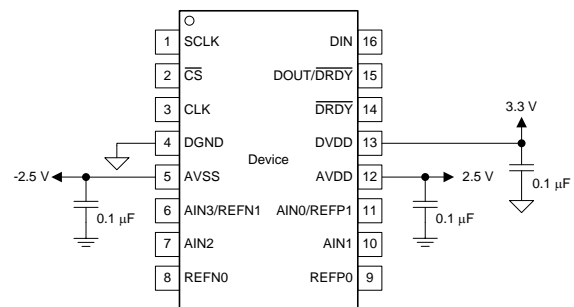 1 SCLK DIN 16
2 CS DOUT/DRDY 15
3 CLK DRDY 14
3.3 V
4 DGND DVDD 13
Device
0.1 µF
-2.5 V 5 AVSS AVDD 12 2.5 V
0.1 µF 6 AIN3/REFN1 AIN0/REFP1 11 0.1 µF
7 AIN2 AIN1 10
8 REFN0 REFP0 9